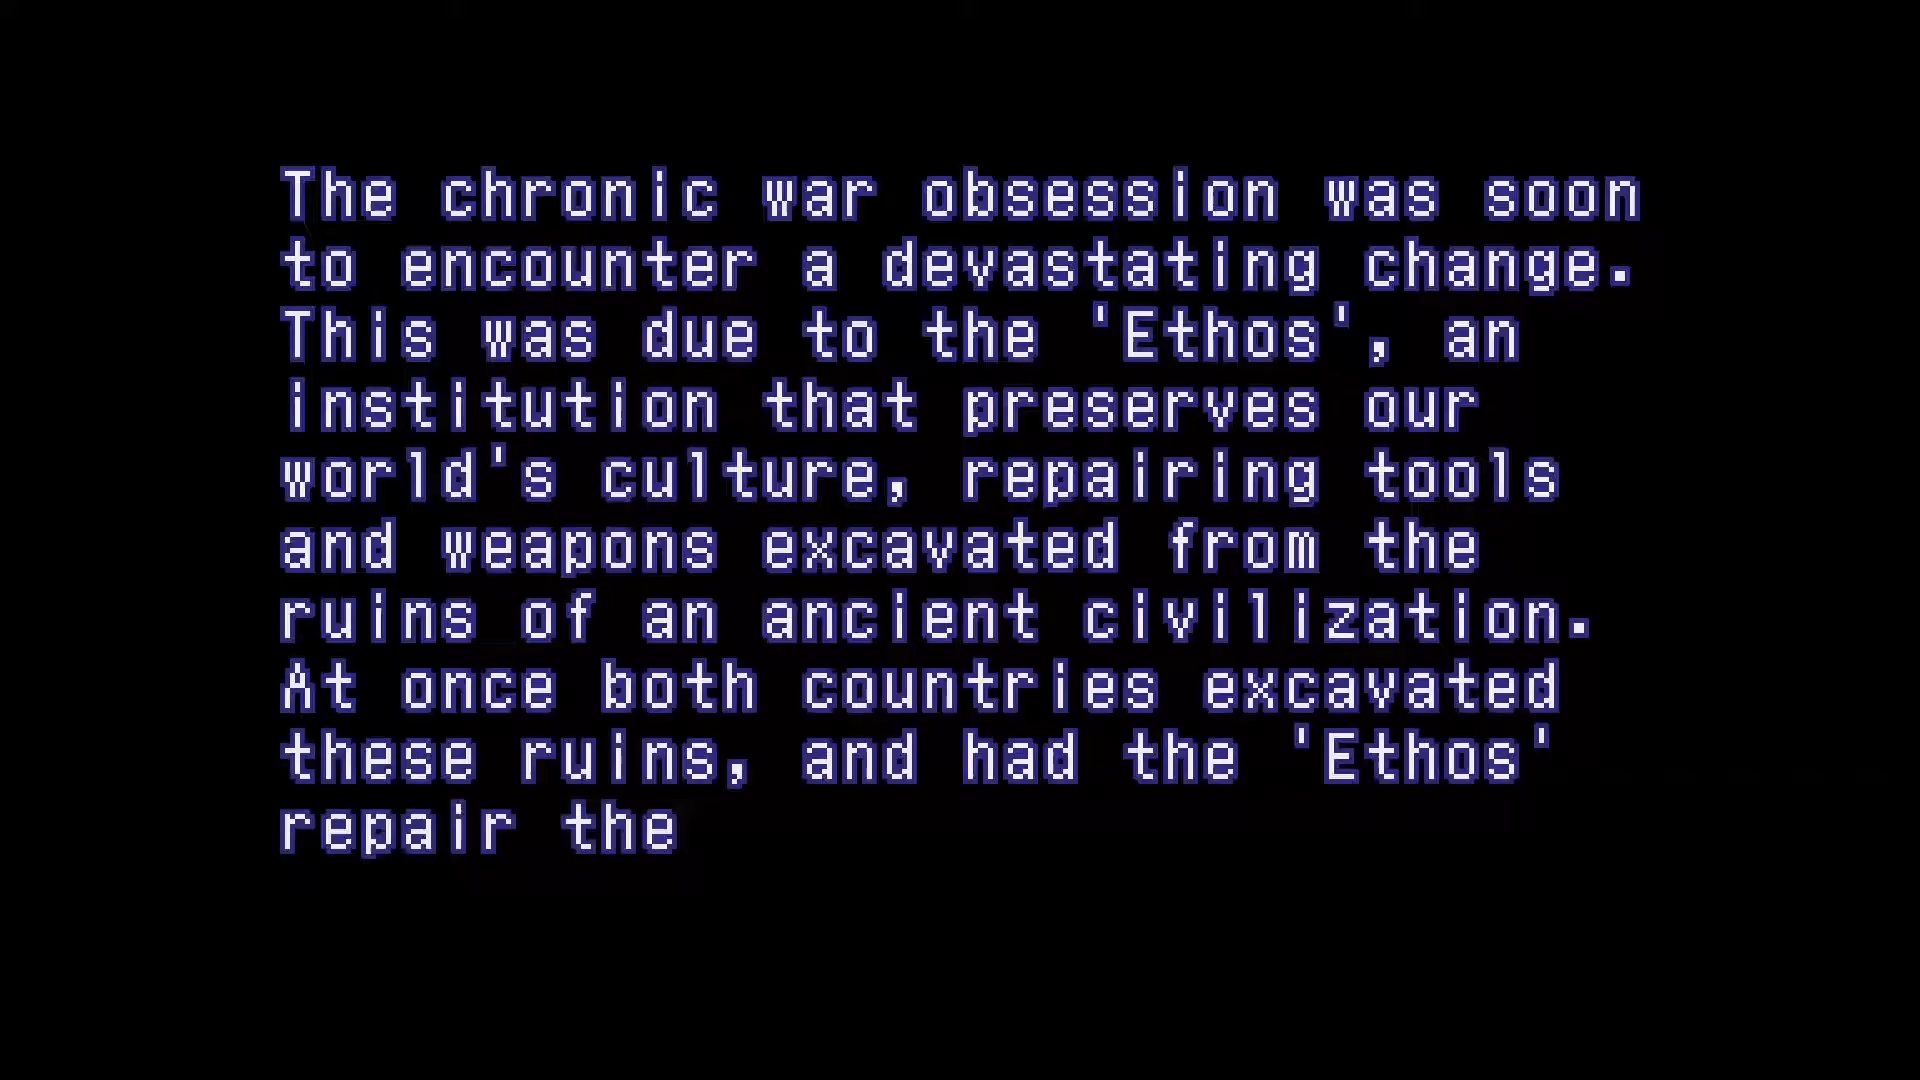 The chronic war obsession was soon
to encounter a devastating change.
This was due to the 'Ethos', an
institution that preserves our
world's culture, repairing tools
and weapons excavated from the
ruins of an ancient civilization.
At once both countries excavated
these ruins, and had the 'Ethos'
repair the